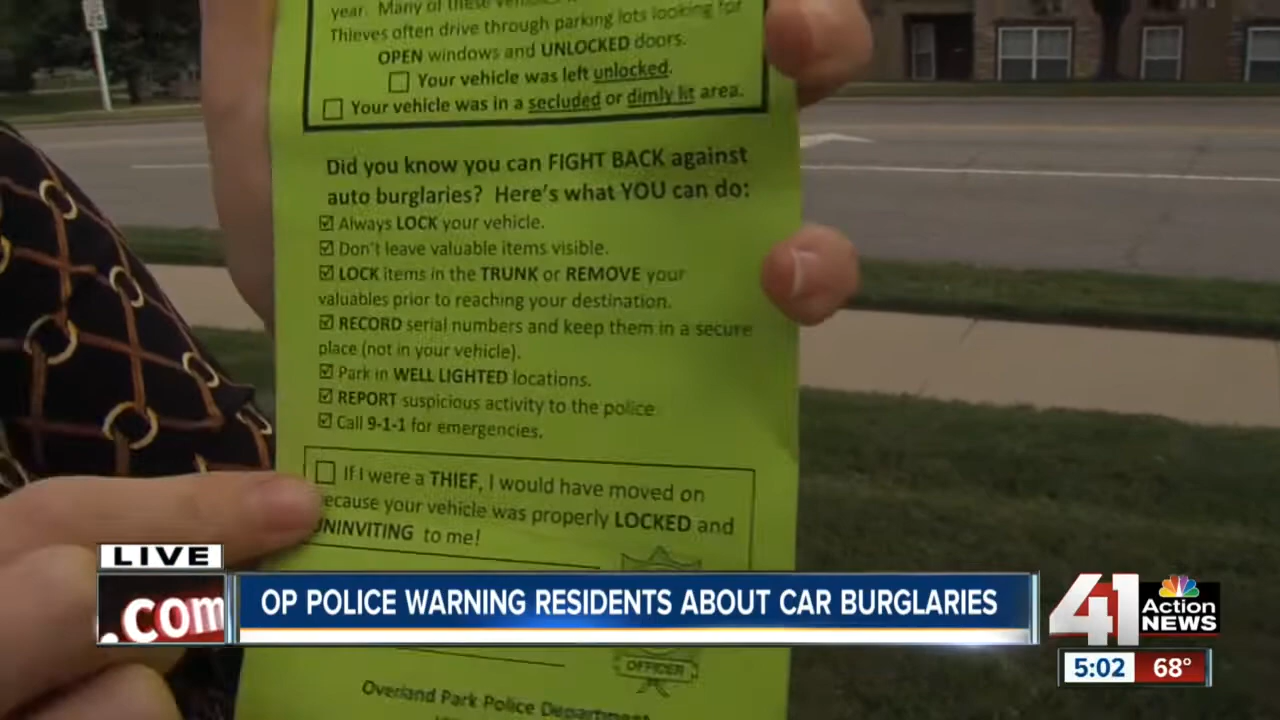 year. Many of these vehicles
Thieves often drive through parking lots looking for
OPEN windows and UNLOCKED doors.
☐ Your vehicle was left unlocked.
☐ Your vehicle was in a secluded or dimly lit area.
Did you know you can FIGHT BACK against
auto burglaries? Here's what YOU can do:
☑ Always LOCK your vehicle.
☑ Don't leave valuable items visible.
☑ LOCK items in the TRUNK or REMOVE your
valuables prior to reaching your destination.
☑ RECORD serial numbers and keep them in a secure
place (not in your vehicle).
☑ Park in WELL LIGHTED locations.
☑ REPORT suspicious activity to the police
☑ Call 9-1-1 for emergencies.
☐ If I were a THIEF, I would have moved on
ecause your vehicle was properly LOCKED and
UNINVITING to me!
LIVE
.com
OP POLICE WARNING RESIDENTS ABOUT CAR BURGLARIES
41 Action
NEWS
5:02 68°
OFFICER
Overland Park Police Department